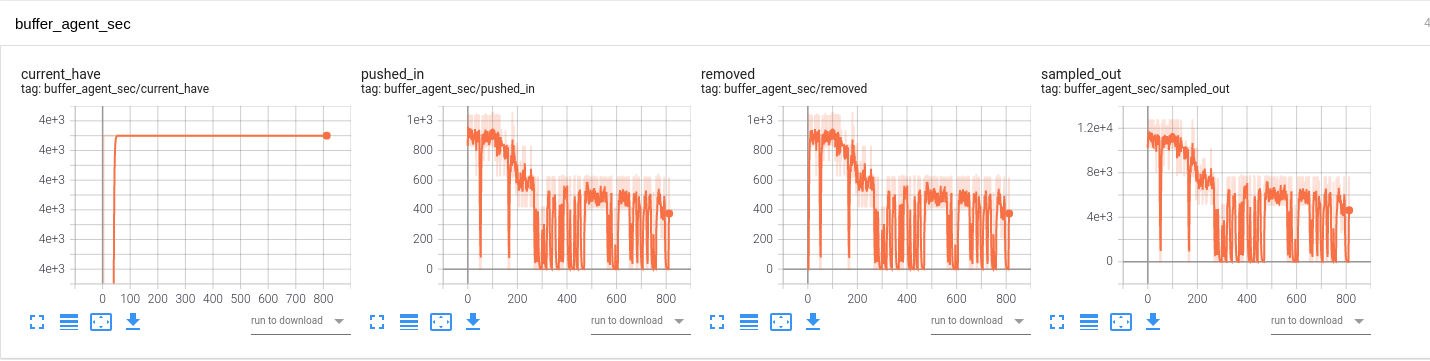 buffer_agent_sec
4
current_have
tag: buffer_agent_sec/current_have
4e+3
4e+3
4e+3
4e+3
4e+3
4e+3
0 100 200 300 400 500 600 700 800
run to download
pushed_in
tag: buffer_agent_sec/pushed_in
1e+3
800
600
400
200
0
0 200 400 600 800
run to download
removed
tag: buffer_agent_sec/removed
1e+3
800
600
400
200
0
0 200 400 600 800
run to download
sampled_out
tag: buffer_agent_sec/sampled_out
1.2e+4
8e+3
4e+3
0
0 200 400 600 800
run to download